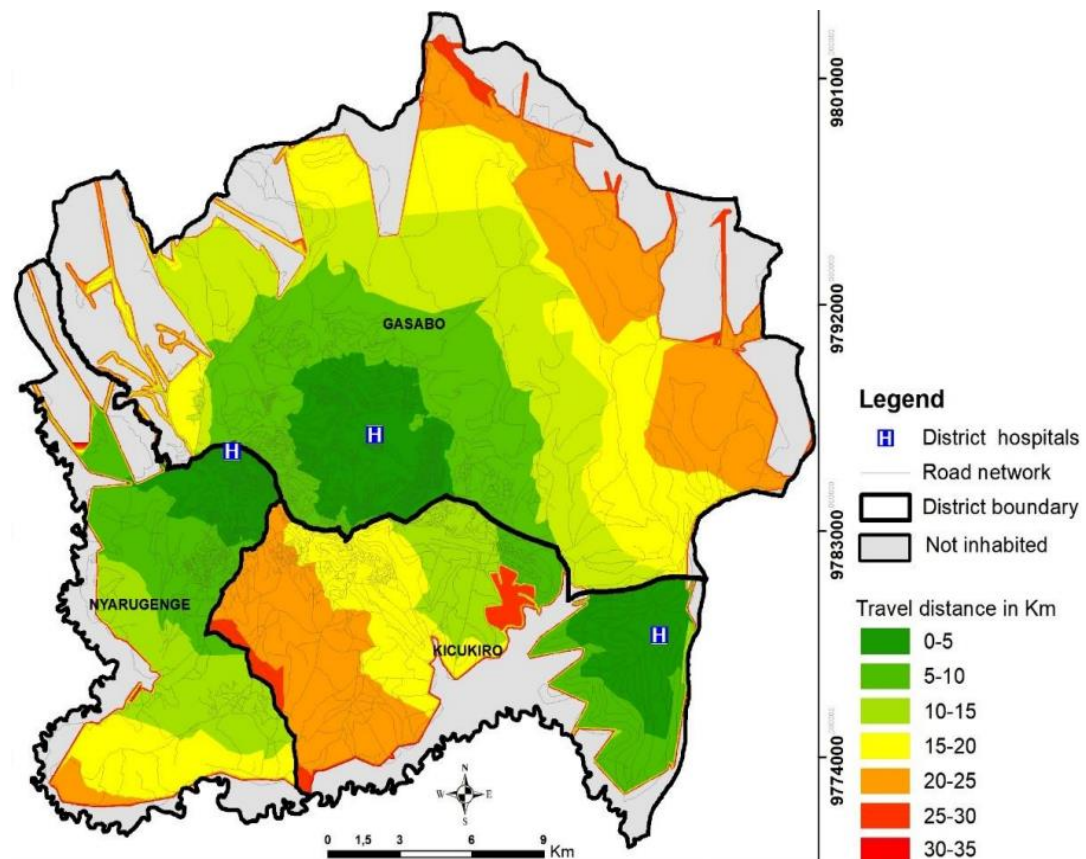 GASABO
NYARUGENGE
KICUKIRO
H
H
H
N
W E
S
0 1,5 3 6 9
Km
9801000
9792000
9783000
9774000
Legend
H District hospitals
Road network
District boundary
Not inhabited
Travel distance in Km
0-5
5-10
10-15
15-20
20-25
25-30
30-35